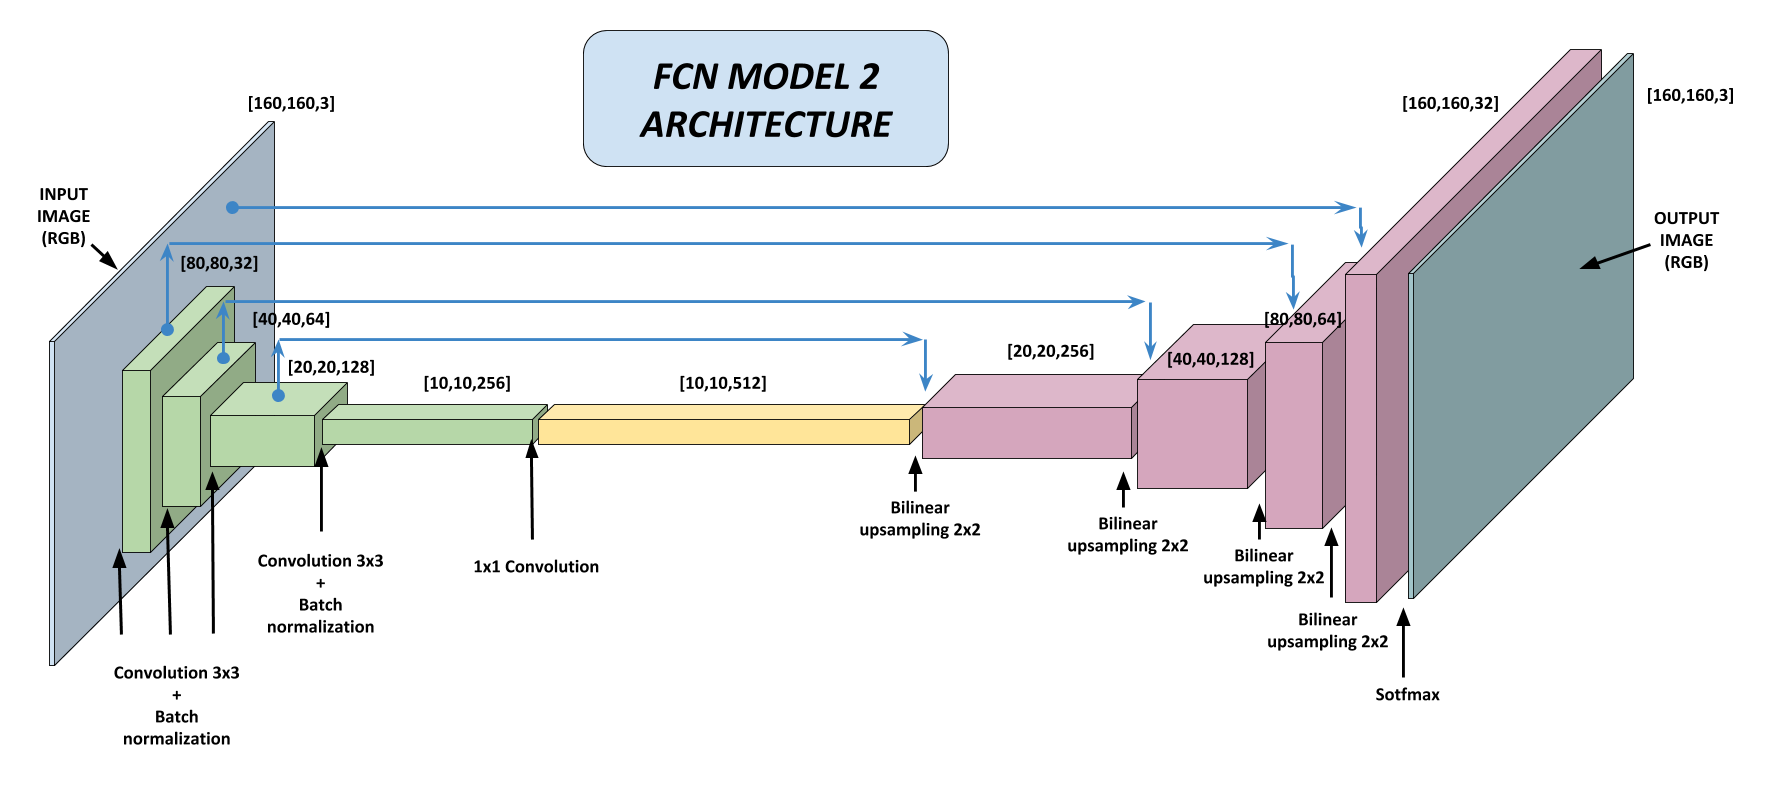 FCN MODEL 2
ARCHITECTURE
[160,160,3]
[160,160,32]
[160,160,3]
INPUT
IMAGE
(RGB)
OUTPUT
IMAGE
(RGB)
[80,80,32]
[40,40,64]
[20,20,128]
[10,10,256]
[10,10,512]
[20,20,256]
[40,40,128]
[80,80,64]
Convolution 3x3
+
Batch
normalization
Convolution 3x3
+
Batch
normalization
1x1 Convolution
Bilinear
upsampling 2x2
Bilinear
upsampling 2x2
Bilinear
upsampling 2x2
Bilinear
upsampling 2x2
Sotfmax